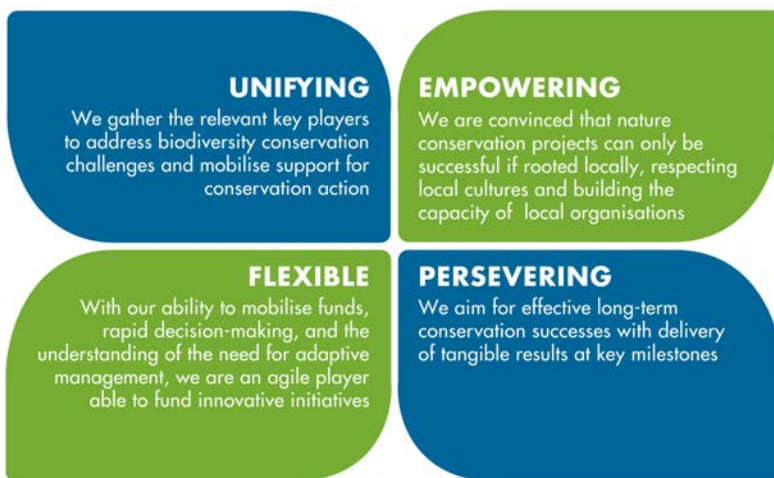 UNIFYING
We gather the relevant key players
to address biodiversity conservation
challenges and mobilise support for
conservation action
EMPOWERING
We are convinced that nature
conservation projects can only be
successful if rooted locally, respecting
local cultures and building the
capacity of local organisations
FLEXIBLE
With our ability to mobilise funds,
rapid decision-making, and the
understanding of the need for adaptive
management, we are an agile player
able to fund innovative initiatives
PERSEVERING
We aim for effective long-term
conservation successes with delivery
of tangible results at key milestones